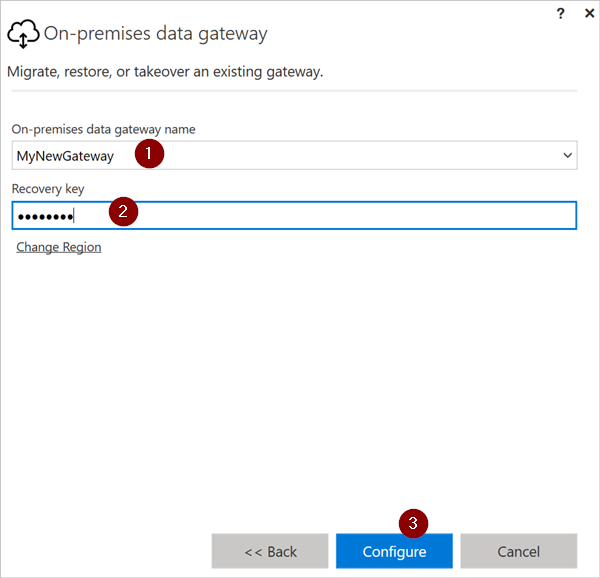 ? ×
On-premises data gateway
Migrate, restore, or takeover an existing gateway.
On-premises data gateway name
MyNewGateway 1
Recovery key
•••••••• 2
Change Region
3
<< Back Configure Cancel